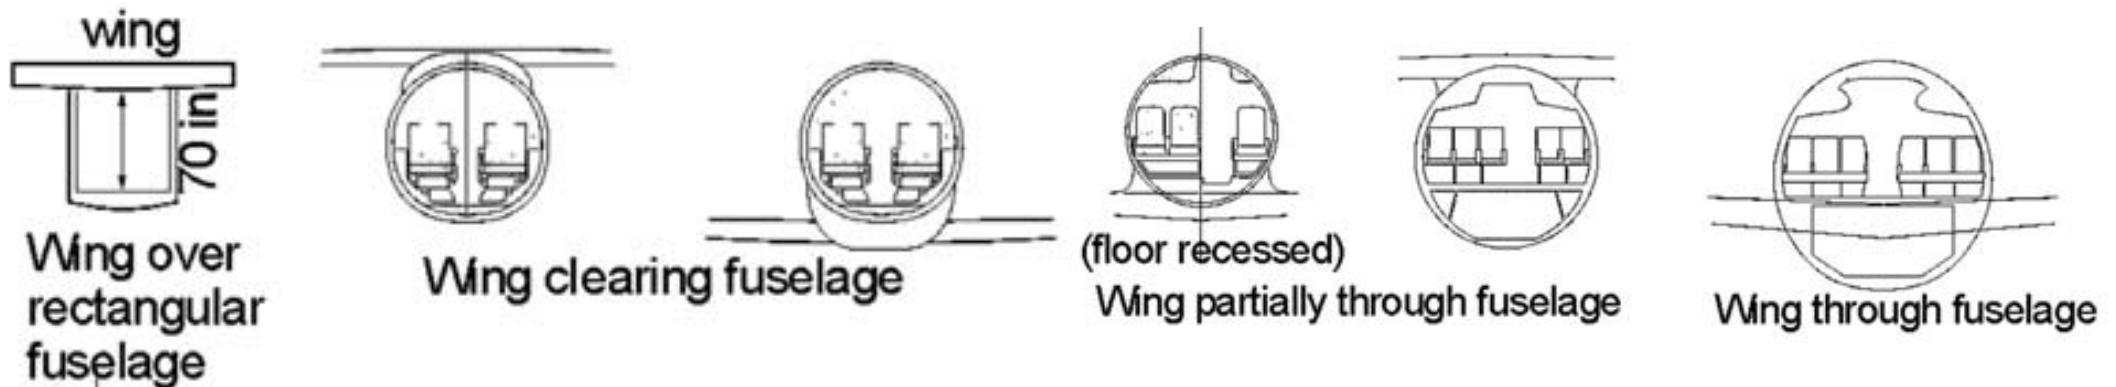 wing
70 in
Wing over
rectangular
fuselage
Wing clearing fuselage
(floor recessed)
Wing partially through fuselage
Wing through fuselage